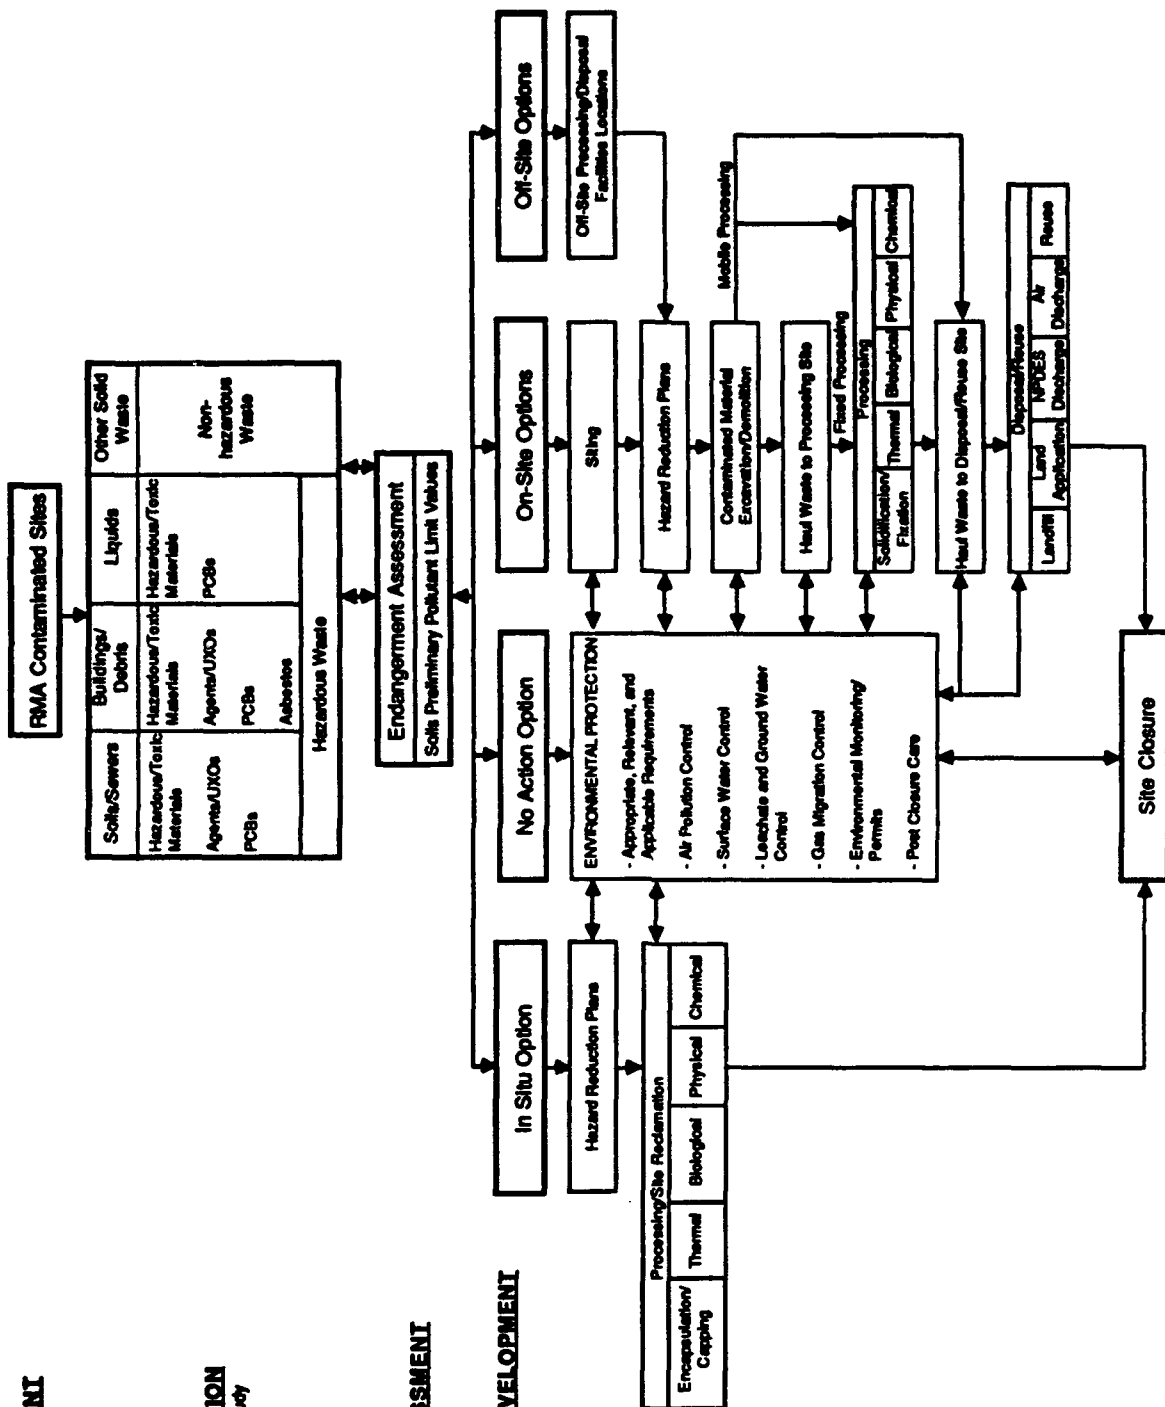 RMA Contaminated Sites
Soils/Sewers
Buildings/
Debris
Liquids
Other Solid
Waste
Hazardous/Toxic
Materials
Agents/UXOs
PCBs
Hazardous/Toxic
Materials
Agents/UXOs
PCBs
Asbestos
Hazardous/Toxic
Materials
PCBs
Non-
hazardous
Waste
Hazardous Waste
Endangerment Assessment
Soils Preliminary Pollutant Limit Values
In Situ Option
No Action Option
On-Site Options
Off-Site Options
Hazard Reduction Plans
Processing/Site Reclamation
Encapsulation/
Capping
Thermal
Biological
Physical
Chemical
ENVIRONMENTAL PROTECTION
- Appropriate, Relevant, and
Applicable Requirements
- Air Pollution Control
- Surface Water Control
- Leachate and Ground Water
Control
- Gas Migration Control
- Environmental Monitoring/
Permits
- Post Closure Care
Siting
Hazard Reduction Plans
Contaminated Material
Excavation/Demolition
Haul Waste to Processing Site
Fixed Processing
Mobile Processing
Processing
Solidification/
Fixation
Thermal
Biological
Physical
Chemical
Haul Waste to Disposal/Reuse Site
Disposal/Reuse
Landfill
Land
Application
NPDES
Discharge
Air
Discharge
Reuse
Off-Site Processing/Disposal
Facilities Locations
Site Closure
NT
ION
dy
SSMENT
VELOPMENT